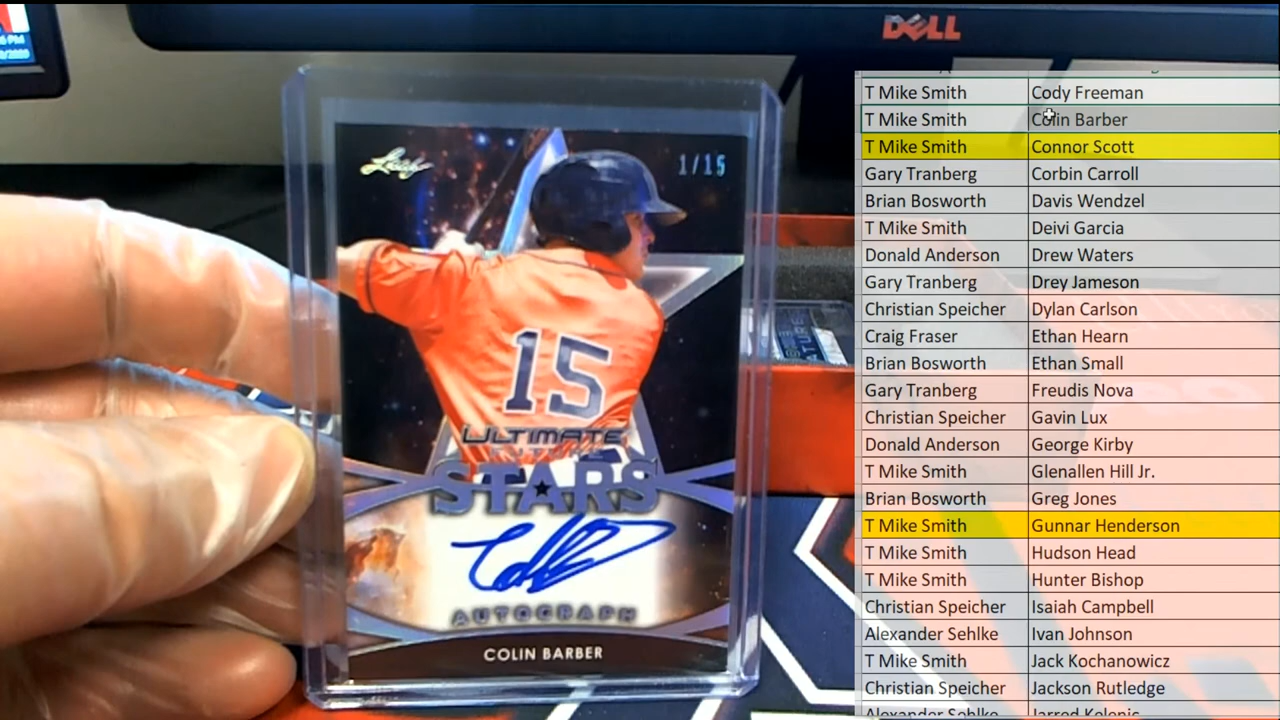 DELL
Leaf
1/15
15
ULTIMATE
FUTURE
STARS
AUTOGRAPH
COLIN BARBER
T Mike Smith Cody Freeman
T Mike Smith Colin Barber
T Mike Smith Connor Scott
Gary Tranberg Corbin Carroll
Brian Bosworth Davis Wendzel
T Mike Smith Deivi Garcia
Donald Anderson Drew Waters
Gary Tranberg Drey Jameson
Christian Speicher Dylan Carlson
Craig Fraser Ethan Hearn
Brian Bosworth Ethan Small
Gary Tranberg Freudis Nova
Christian Speicher Gavin Lux
Donald Anderson George Kirby
T Mike Smith Glenallen Hill Jr.
Brian Bosworth Greg Jones
T Mike Smith Gunnar Henderson
T Mike Smith Hudson Head
T Mike Smith Hunter Bishop
Christian Speicher Isaiah Campbell
Alexander Sehlke Ivan Johnson
T Mike Smith Jack Kochanowicz
Christian Speicher Jackson Rutledge
Alexander Sehlke Jarred Kelenic